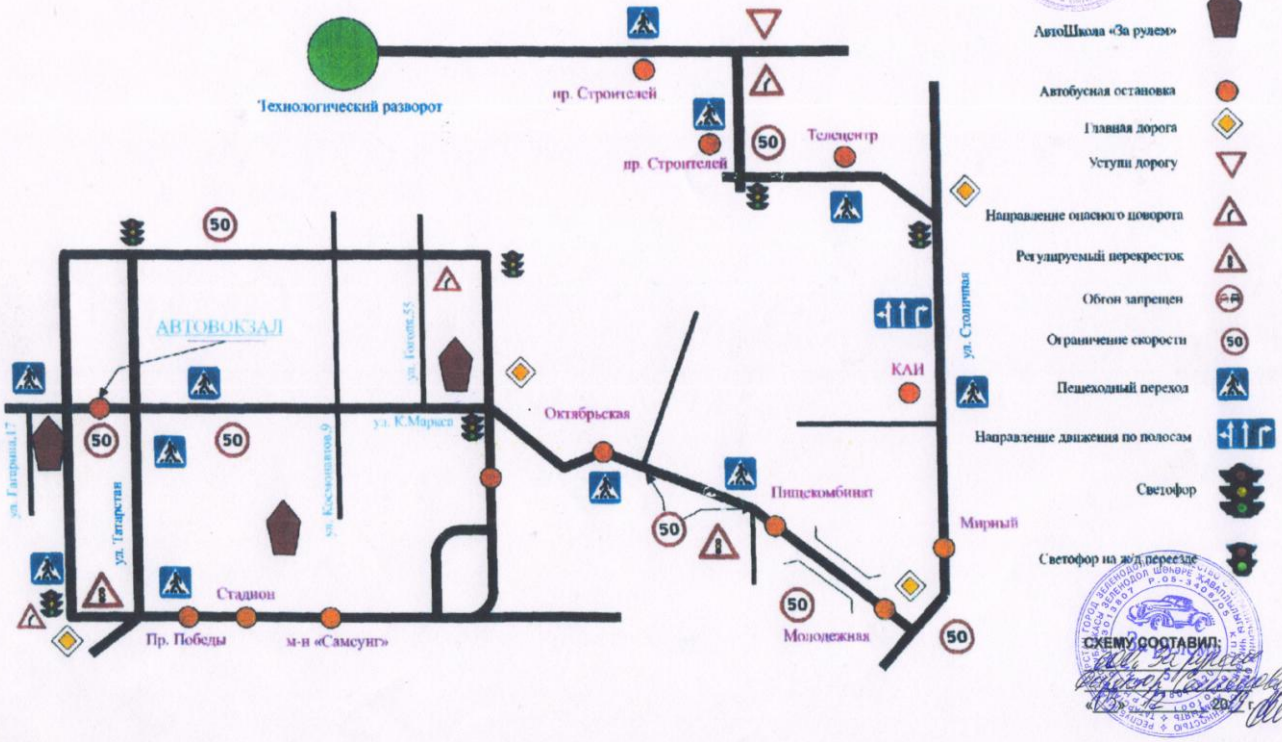 АвтоШкола «За рулем»
Технологический разворот
пр. Строителей
Автобусная остановка
Телецентр
Главная дорога
пр. Строителей
Уступи дорогу
50
Направление опасного поворота
50
Регулируемый перекресток
АВТОВОКЗАЛ
ул. Гоголя,55
ул. Столичная
Обгон запрещен
Ограничение скорости
50
КАИ
Пешеходный переход
Октябрьская
ул. К.Маркса
50
50
Направление движения по полосам
ул. Гагарина,17
ул. Татарстан
ул. Космонавтов,9
Пищекомбинат
Светофор
50
Мирный
Светофор на ж/д переезде
Стадион
50
50
Пр. Победы
м-н «Самсунг»
Молодежная
СХЕМУ СОСТАВИЛ: